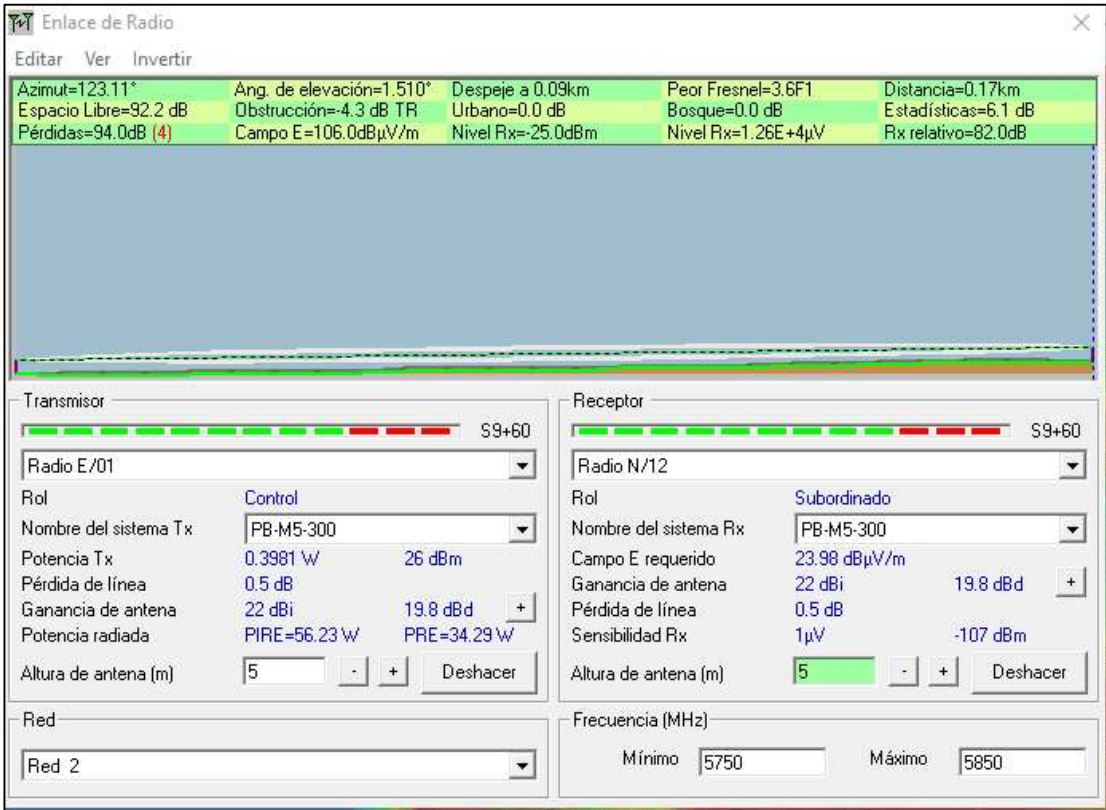 Enlace de Radio
Editar Ver Invertir
Azimut=123.11° Ang. de elevación=1.510° Despeje a 0.09km Peor Fresnel=3.6F1 Distancia=0.17km
Espacio Libre=92.2 dB Obstrucción=-4.3 dB TR Urbano=0.0 dB Bosque=0.0 dB Estadísticas=6.1 dB
Pérdidas=94.0dB (4) Campo E=106.0dBµV/m Nivel Rx=-25.0dBm Nivel Rx=1.26E+4µV Rx relativo=82.0dB
Transmisor
S9+60
Radio E/01
Rol Control
Nombre del sistema Tx PB-M5-300
Potencia Tx 0.3981 W 26 dBm
Pérdida de línea 0.5 dB
Ganancia de antena 22 dBi 19.8 dBd +
Potencia radiada PIRE=56.23 W PRE=34.29 W
Altura de antena (m) 5 - + Deshacer
Receptor
S9+60
Radio N/12
Rol Subordinado
Nombre del sistema Rx PB-M5-300
Campo E requerido 23.98 dBµV/m
Ganancia de antena 22 dBi 19.8 dBd +
Pérdida de línea 0.5 dB
Sensibilidad Rx 1µV -107 dBm
Altura de antena (m) 5 - + Deshacer
Red
Red 2
Frecuencia (MHz)
Mínimo 5750 Máximo 5850